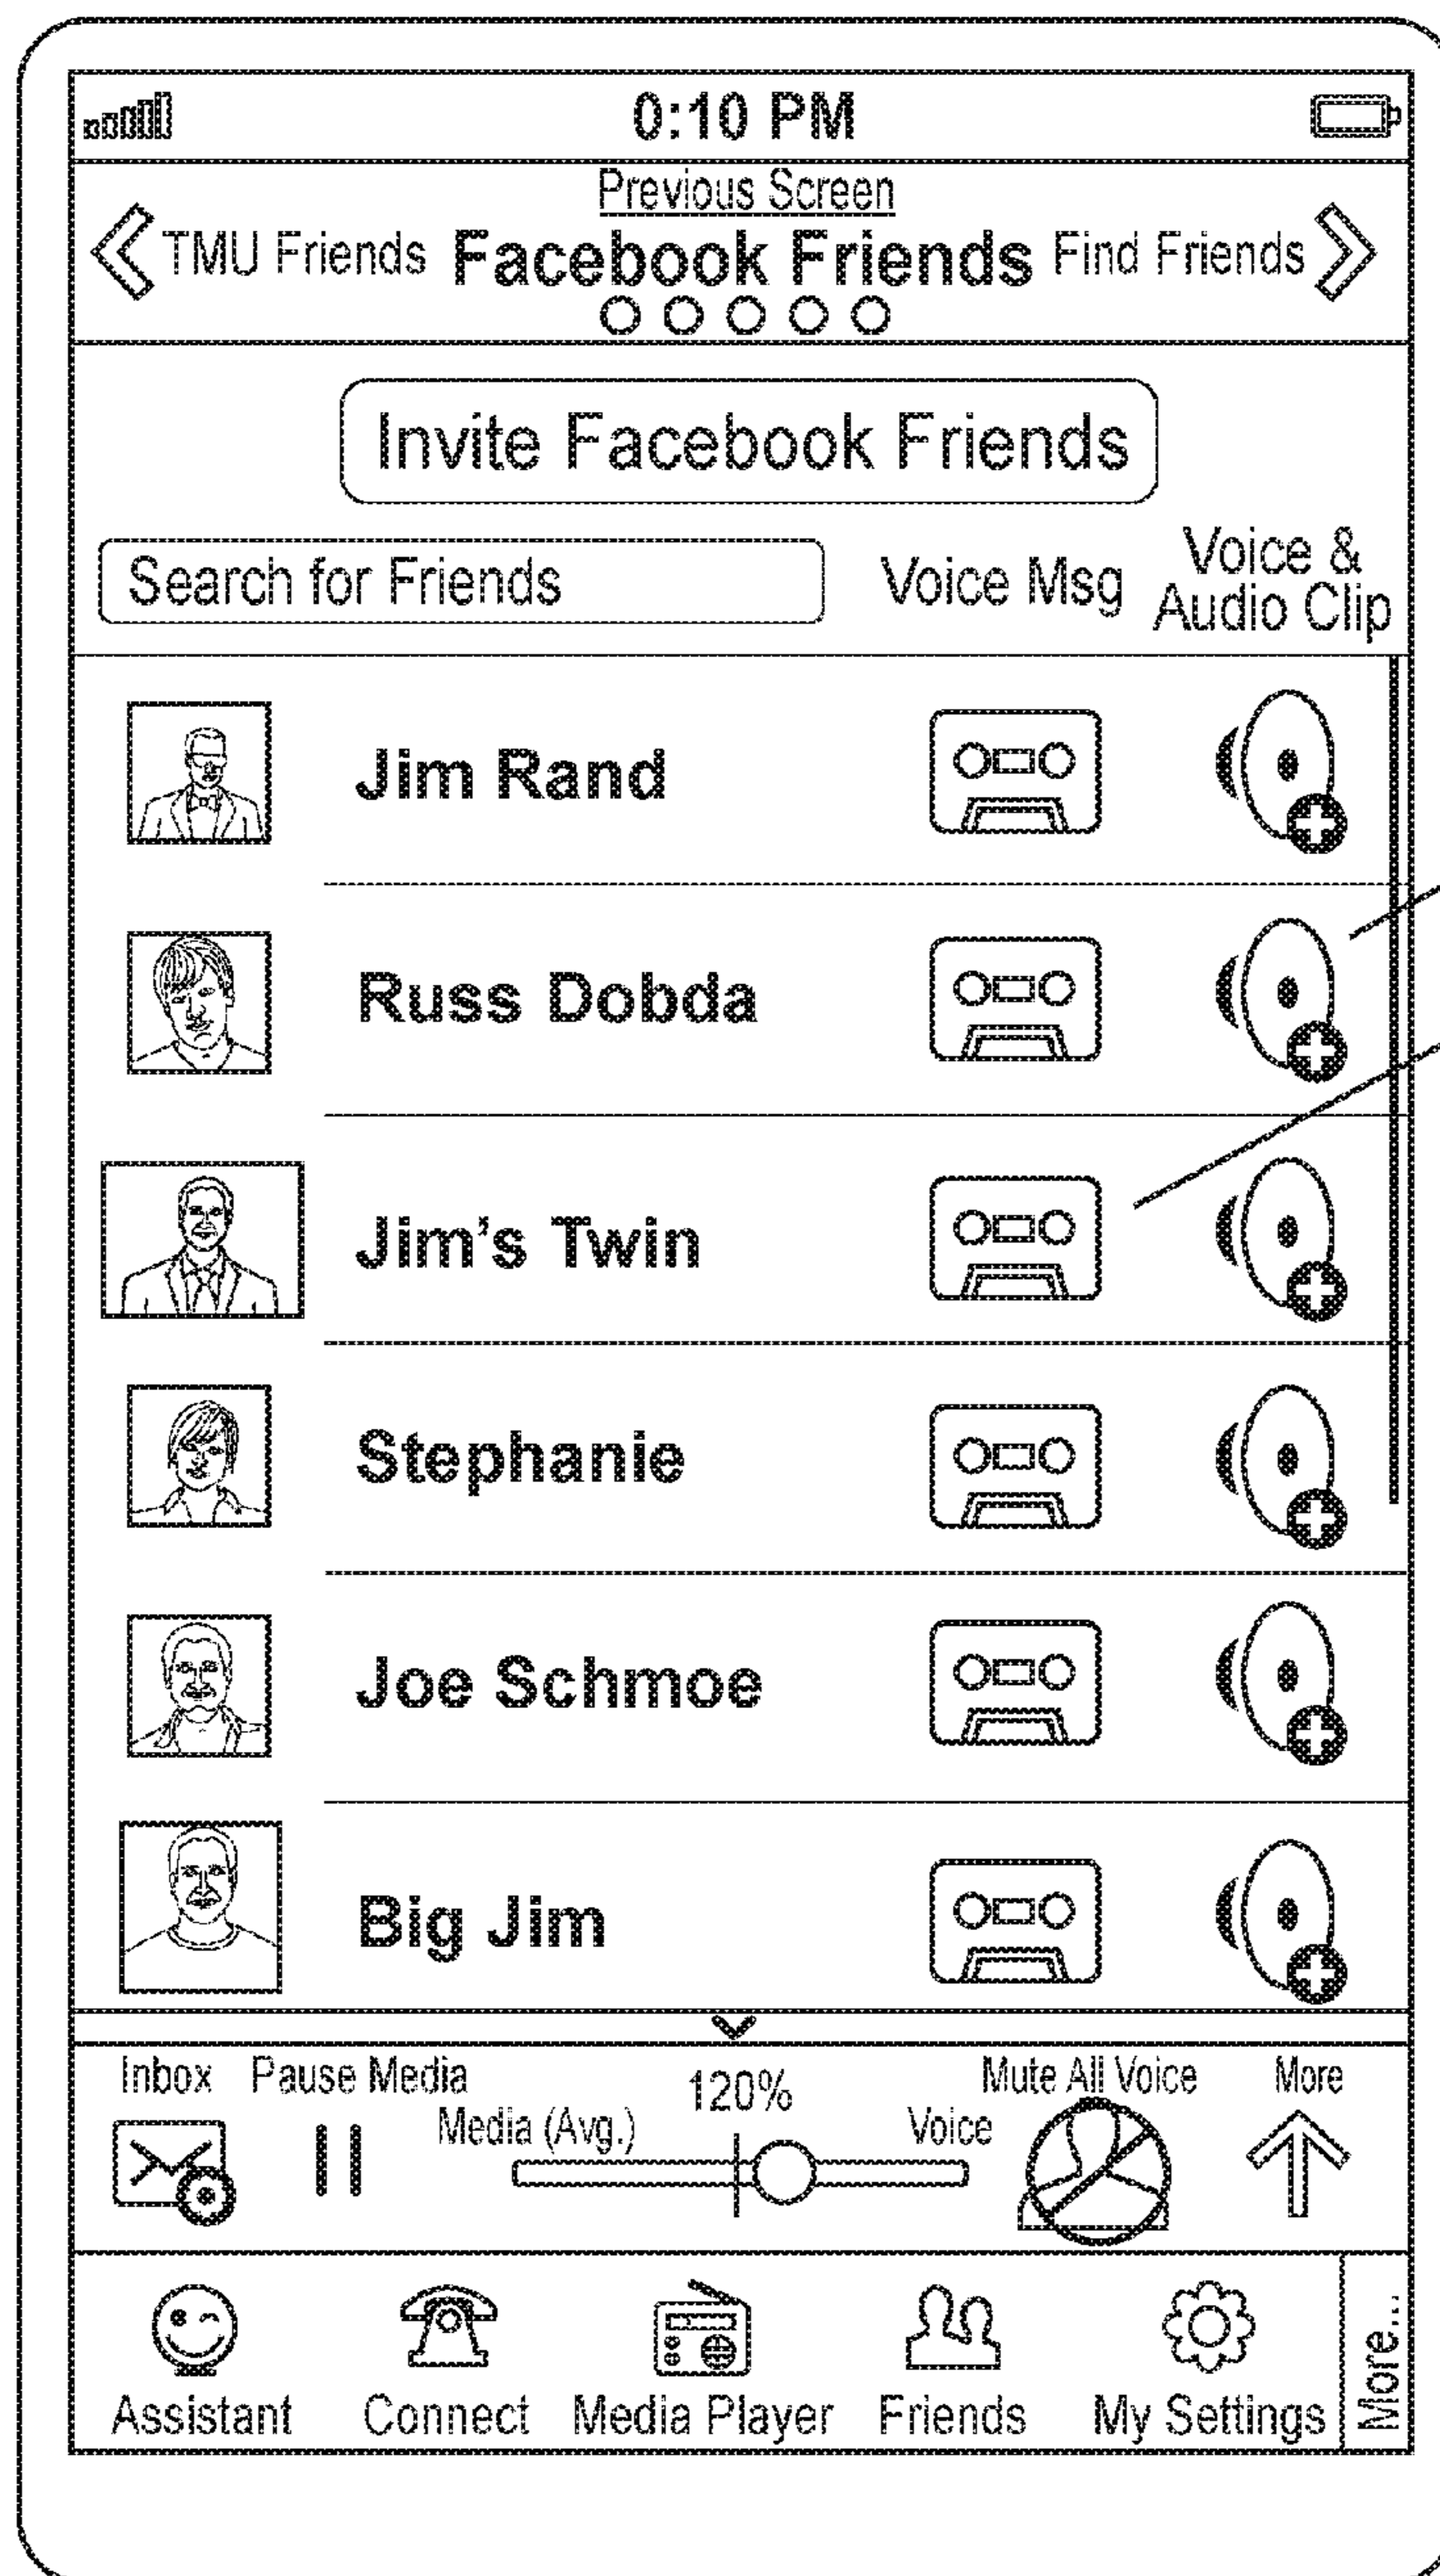 0:10 PM
Previous Screen
TMU Friends Facebook Friends Find Friends
Invite Facebook Friends
Search for Friends Voice Msg Voice &
Audio Clip
Jim Rand
Russ Dobda
Jim's Twin
Stephanie
Joe Schmoe
Big Jim
Inbox Pause Media 120% Mute All Voice More
Media (Avg.) Voice
Assistant Connect Media Player Friends My Settings More...